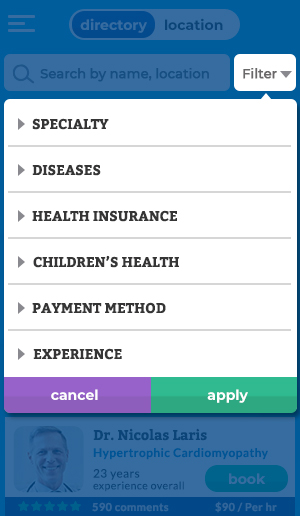 directory location
Search by name, location Filter
SPECIALTY
DISEASES
HEALTH INSURANCE
CHILDREN'S HEALTH
PAYMENT METHOD
EXPERIENCE
cancel apply
Dr. Nicolas Laris
Hypertrophic Cardiomyopathy
23 years
experience overall
book
590 comments $90 / Per hr